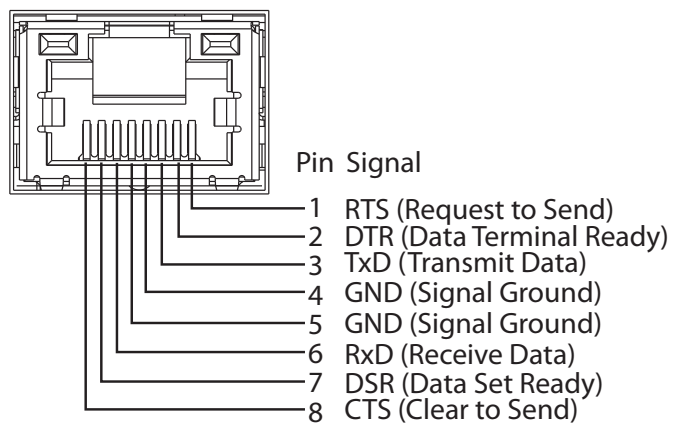 Pin Signal
1 RTS (Request to Send)
2 DTR (Data Terminal Ready)
3 TxD (Transmit Data)
4 GND (Signal Ground)
5 GND (Signal Ground)
6 RxD (Receive Data)
7 DSR (Data Set Ready)
8 CTS (Clear to Send)